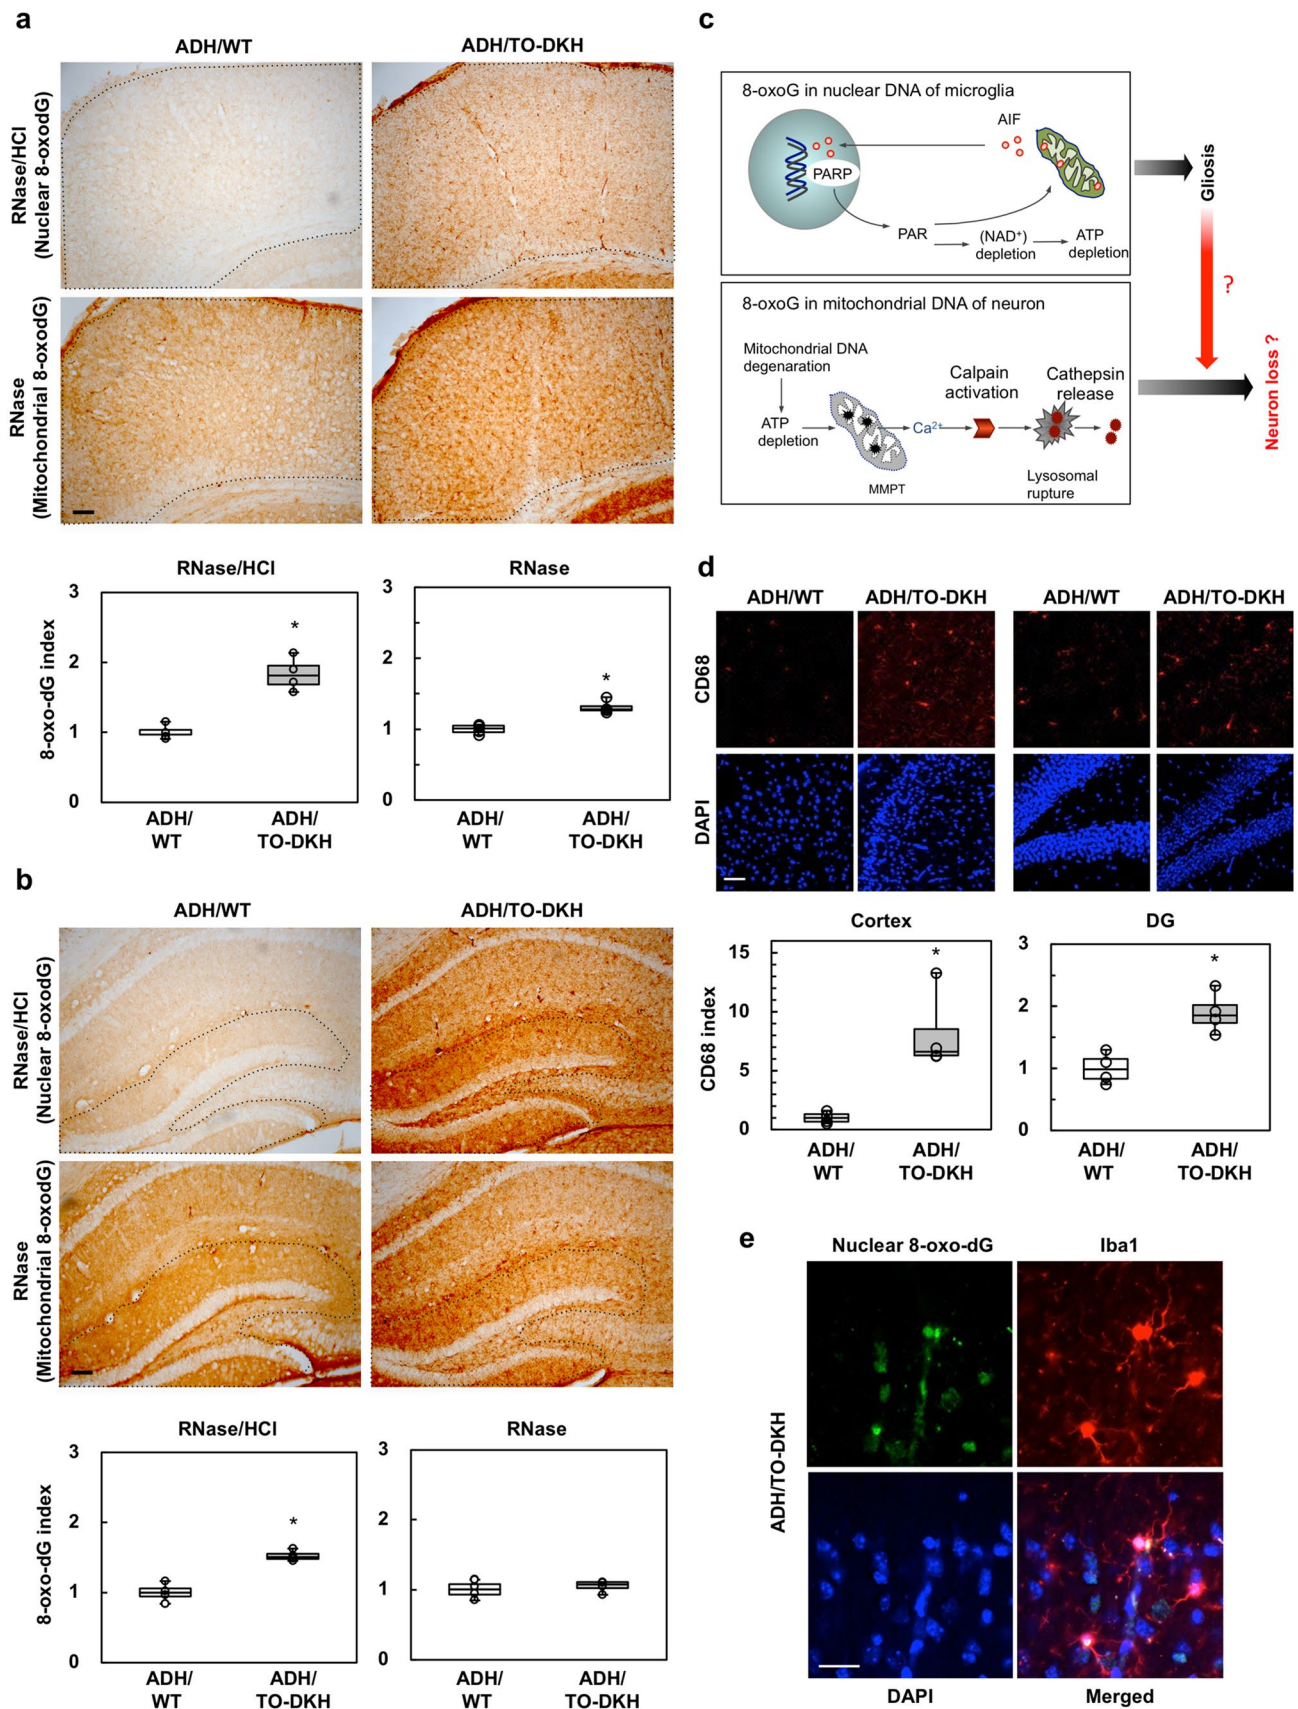 a
ADH/WT
ADH/TO-DKH
RNase/HCl
(Nuclear 8-oxodG)
RNase
(Mitochondrial 8-oxodG)
RNase/HCl
RNase
8-oxo-dG index
3
2
1
0
3
2
1
0
*
*
ADH/
WT
ADH/
TO-DKH
ADH/
WT
ADH/
TO-DKH
b
ADH/WT
ADH/TO-DKH
RNase/HCl
(Nuclear 8-oxodG)
RNase
(Mitochondrial 8-oxodG)
RNase/HCl
RNase
8-oxo-dG index
3
2
1
0
3
2
1
0
*
ADH/
WT
ADH/
TO-DKH
ADH/
WT
ADH/
TO-DKH
c
8-oxoG in nuclear DNA of microglia
AIF
PARP
PAR
(NAD⁺)
depletion
ATP
depletion
Gliosis
?
8-oxoG in mitochondrial DNA of neuron
Mitochondrial DNA
degenaration
ATP
depletion
MMPT
Ca²⁺
Calpain
activation
Cathepsin
release
Lysosomal
rupture
Neuron loss ?
d
ADH/WT
ADH/TO-DKH
ADH/WT
ADH/TO-DKH
CD68
DAPI
Cortex
DG
CD68 index
15
10
5
0
3
2
1
0
*
*
ADH/
WT
ADH/
TO-DKH
ADH/
WT
ADH/
TO-DKH
e
Nuclear 8-oxo-dG
Iba1
ADH/TO-DKH
DAPI
Merged